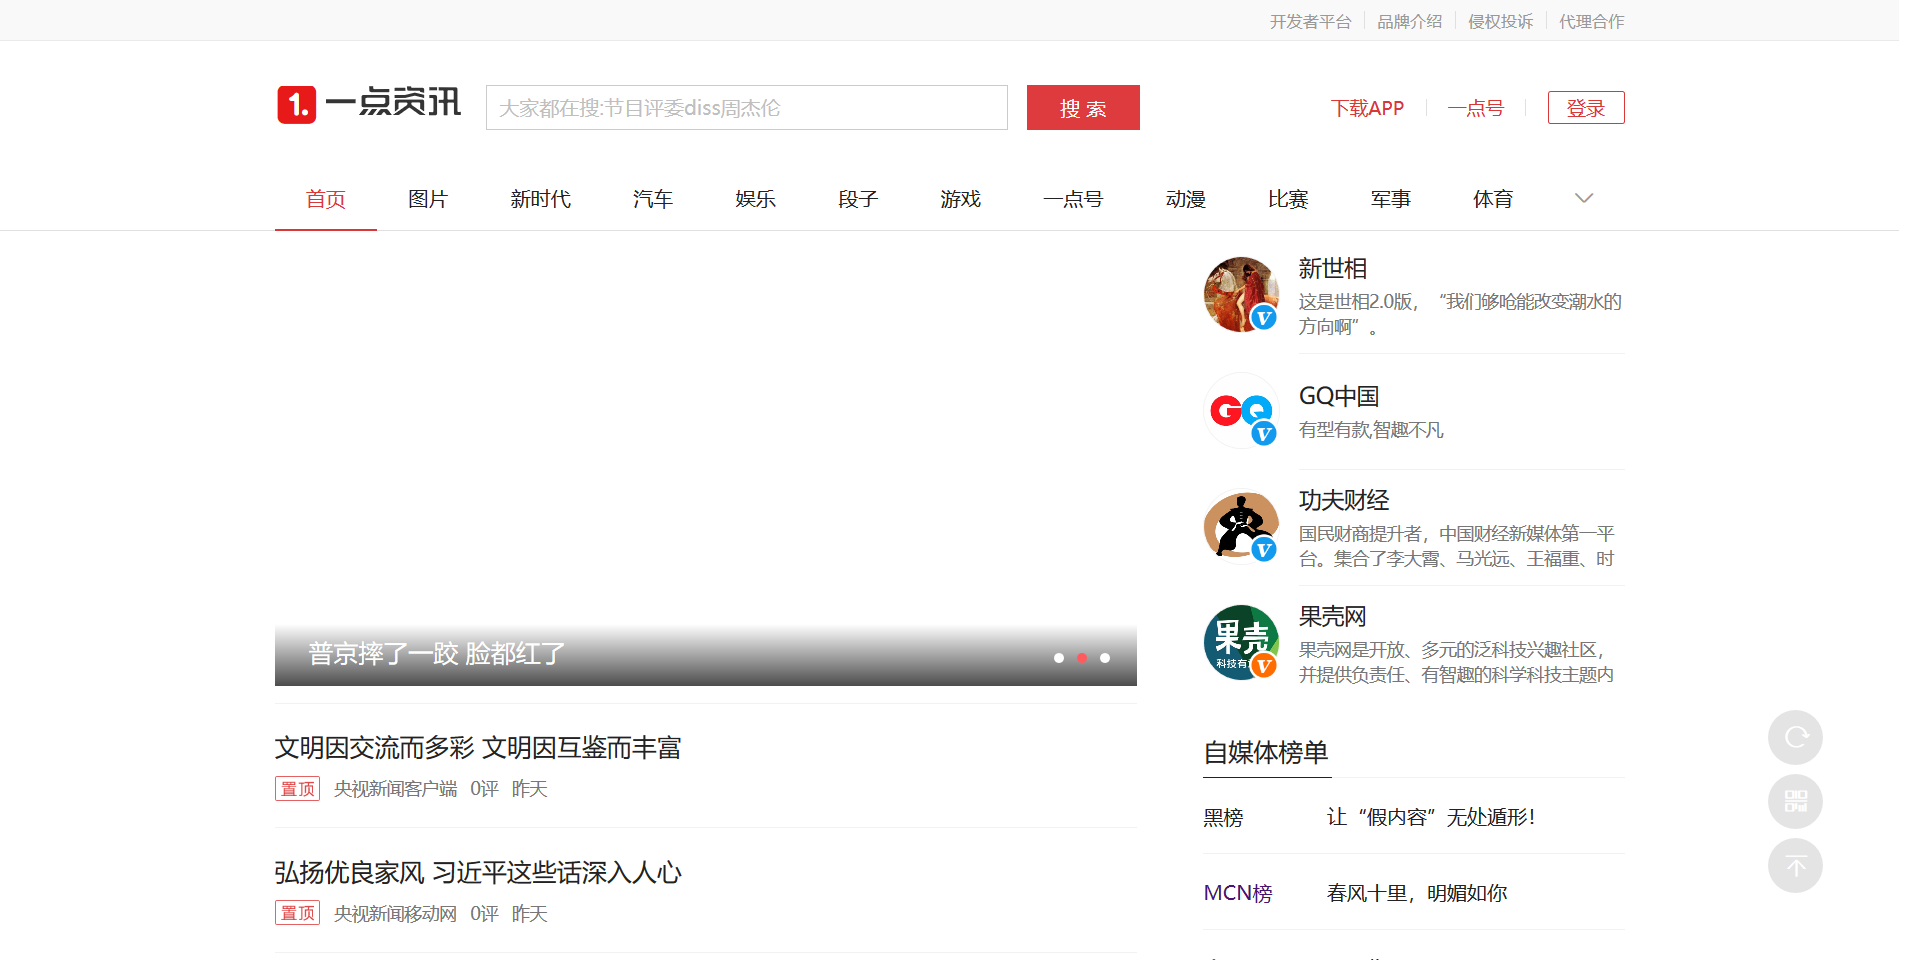 开发者平台 品牌介绍 侵权投诉 代理合作
1. 一点资讯
大家都在搜:节目评委diss周杰伦
搜 索
下载APP 一点号 登录
首页 图片 新时代 汽车 娱乐 段子 游戏 一点号 动漫 比赛 军事 体育
普京摔了一跤 脸都红了
文明因交流而多彩 文明因互鉴而丰富
置顶 央视新闻客户端 0评 昨天
弘扬优良家风 习近平这些话深入人心
置顶 央视新闻移动网 0评 昨天
新世相
这是世相2.0版，“我们够呛能改变潮水的
方向啊”。
GQ
GQ中国
有型有款,智趣不凡
功夫财经
国民财商提升者，中国财经新媒体第一平
台。集合了李大霄、马光远、王福重、时
果壳
科技有
果壳网
果壳网是开放、多元的泛科技兴趣社区，
并提供负责任、有智趣的科学科技主题内
自媒体榜单
黑榜 让“假内容”无处遁形！
MCN榜 春风十里，明媚如你